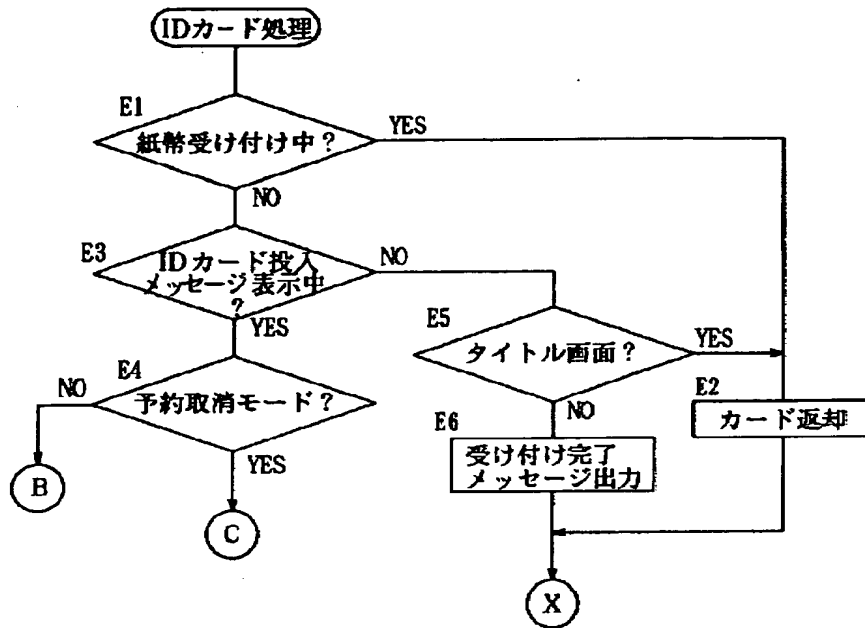 IDカード処理
E1
紙幣受け付け中?
YES
NO
E3
IDカード投入
メッセージ表示中
?
NO
YES
E5
タイトル画面?
YES
E4
予約取消モード?
NO
YES
NO
E2
カード返却
E6
受け付け完了
メッセージ出力
B
C
X